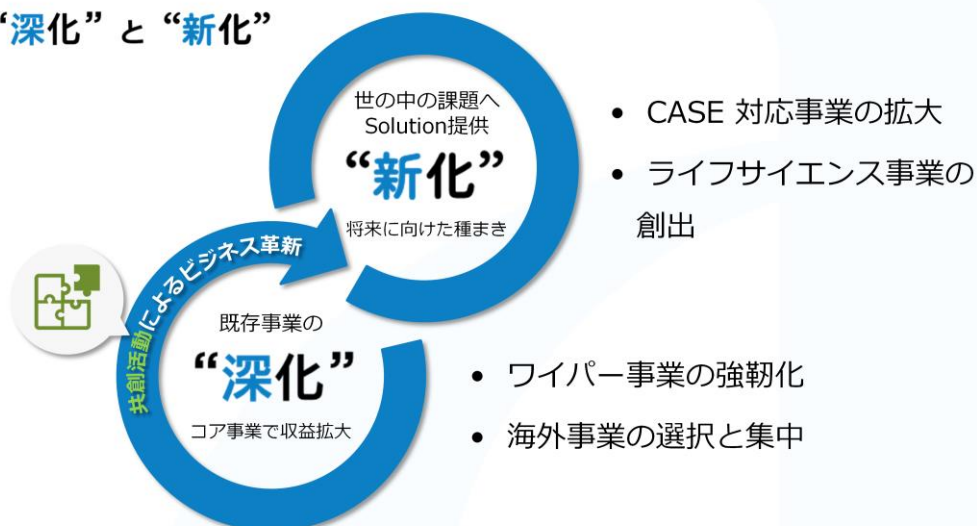 “深化” と “新化”
世の中の課題へ
Solution提供
“新化”
将来に向けた種まき
• CASE 対応事業の拡大
• ライフサイエンス事業の
創出
共創活動によるビジネス革新
既存事業の
“深化”
コア事業で収益拡大
• ワイパー事業の強靭化
• 海外事業の選択と集中